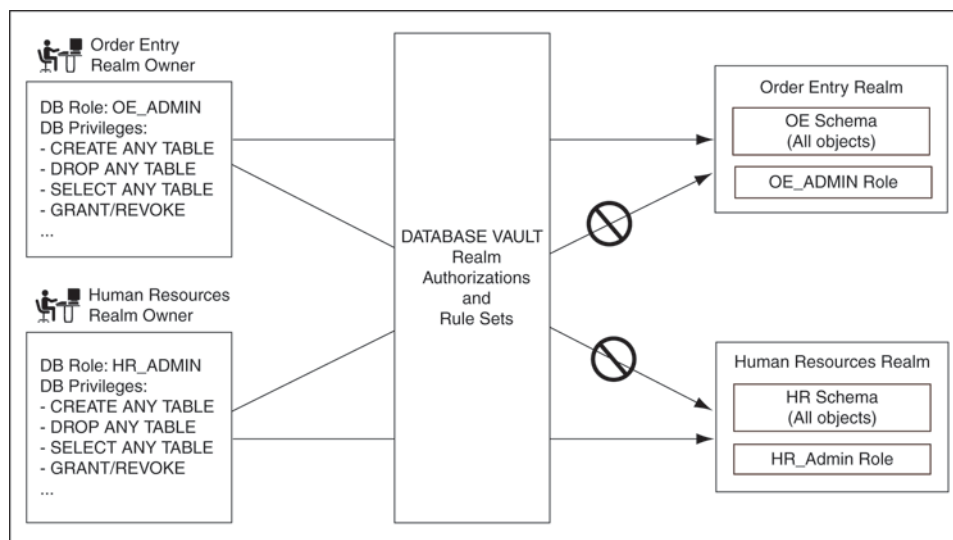 Order Entry
Realm Owner
DB Role: OE_ADMIN
DB Privileges:
- CREATE ANY TABLE
- DROP ANY TABLE
- SELECT ANY TABLE
- GRANT/REVOKE
...
Human Resources
Realm Owner
DB Role: HR_ADMIN
DB Privileges:
- CREATE ANY TABLE
- DROP ANY TABLE
- SELECT ANY TABLE
- GRANT/REVOKE
...
DATABASE VAULT
Realm
Authorizations
and
Rule Sets
Order Entry Realm
OE Schema
(All objects)
OE_ADMIN Role
Human Resources Realm
HR Schema
(All objects)
HR_Admin Role